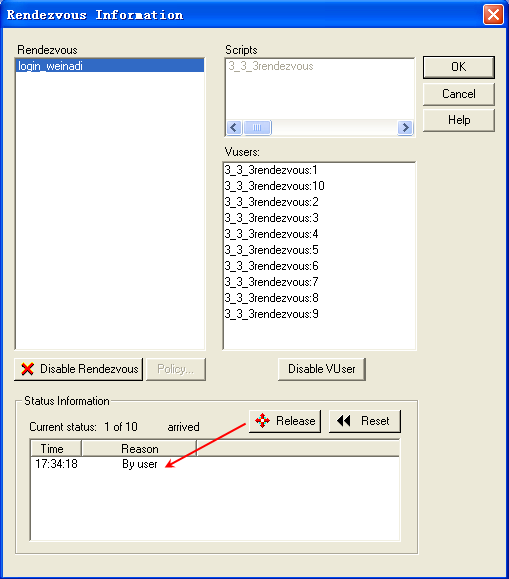 Rendezvous Information
Rendezvous
login_weinadi
Scripts
3_3_3rendezvous
OK
Cancel
Help
Vusers:
3_3_3rendezvous:1
3_3_3rendezvous:10
3_3_3rendezvous:2
3_3_3rendezvous:3
3_3_3rendezvous:4
3_3_3rendezvous:5
3_3_3rendezvous:6
3_3_3rendezvous:7
3_3_3rendezvous:8
3_3_3rendezvous:9
Disable Rendezvous Policy... Disable VUser
Status Information
Current status: 1 of 10 arrived Release Reset
Time Reason
17:34:18 By user